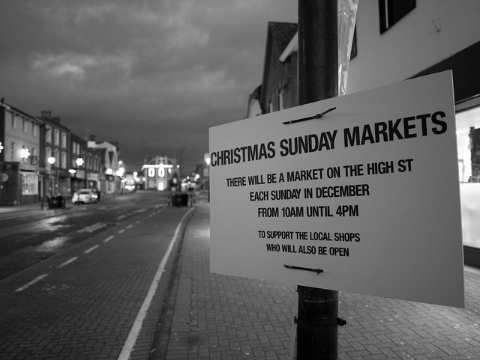 CHRISTMAS SUNDAY MARKETS
THERE WILL BE A MARKET ON THE HIGH ST
EACH SUNDAY IN DECEMBER
FROM 10AM UNTIL 4PM
TO SUPPORT THE LOCAL SHOPS
WHO WILL ALSO BE OPEN